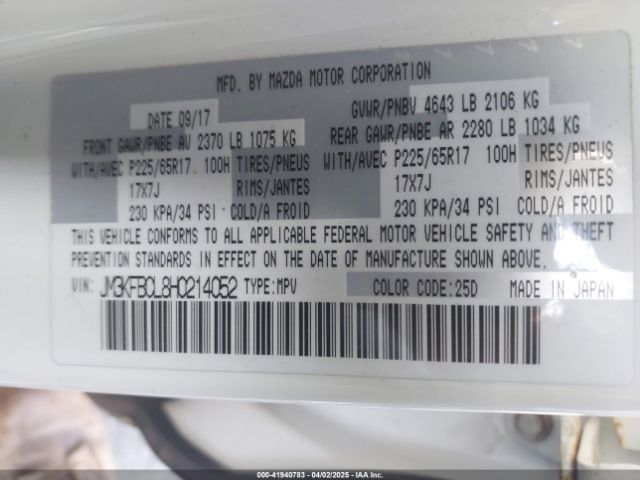 MFD. BY MAZDA MOTOR CORPORATION
DATE 09/17 GVWR/PNBV 4643 LB 2106 KG
FRONT GAWR/PNBE AV 2370 LB 1075 KG REAR GAWR/PNBE AR 2280 LB 1034 KG
WITH/AVEC P225/65R17 100H TIRES/PNEUS WITH/AVEC P225/65R17 100H TIRES/PNEUS
17X7J RIMS/JANTES 17X7J RIMS/JANTES
230 KPA/34 PSI COLD/A FROID 230 KPA/34 PSI COLD/A FROID
THIS VEHICLE CONFORMS TO ALL APPLICABLE FEDERAL MOTOR VEHICLE SAFETY AND THEFT
PREVENTION STANDARDS IN EFFECT ON THE DATE OF MANUFACTURE SHOWN ABOVE.
VIN: JM3KFBCL8H0214052 TYPE:MPV COLOR CODE:25D MADE IN JAPAN
000-41940783 - 04/02/2025 - IAA Inc.